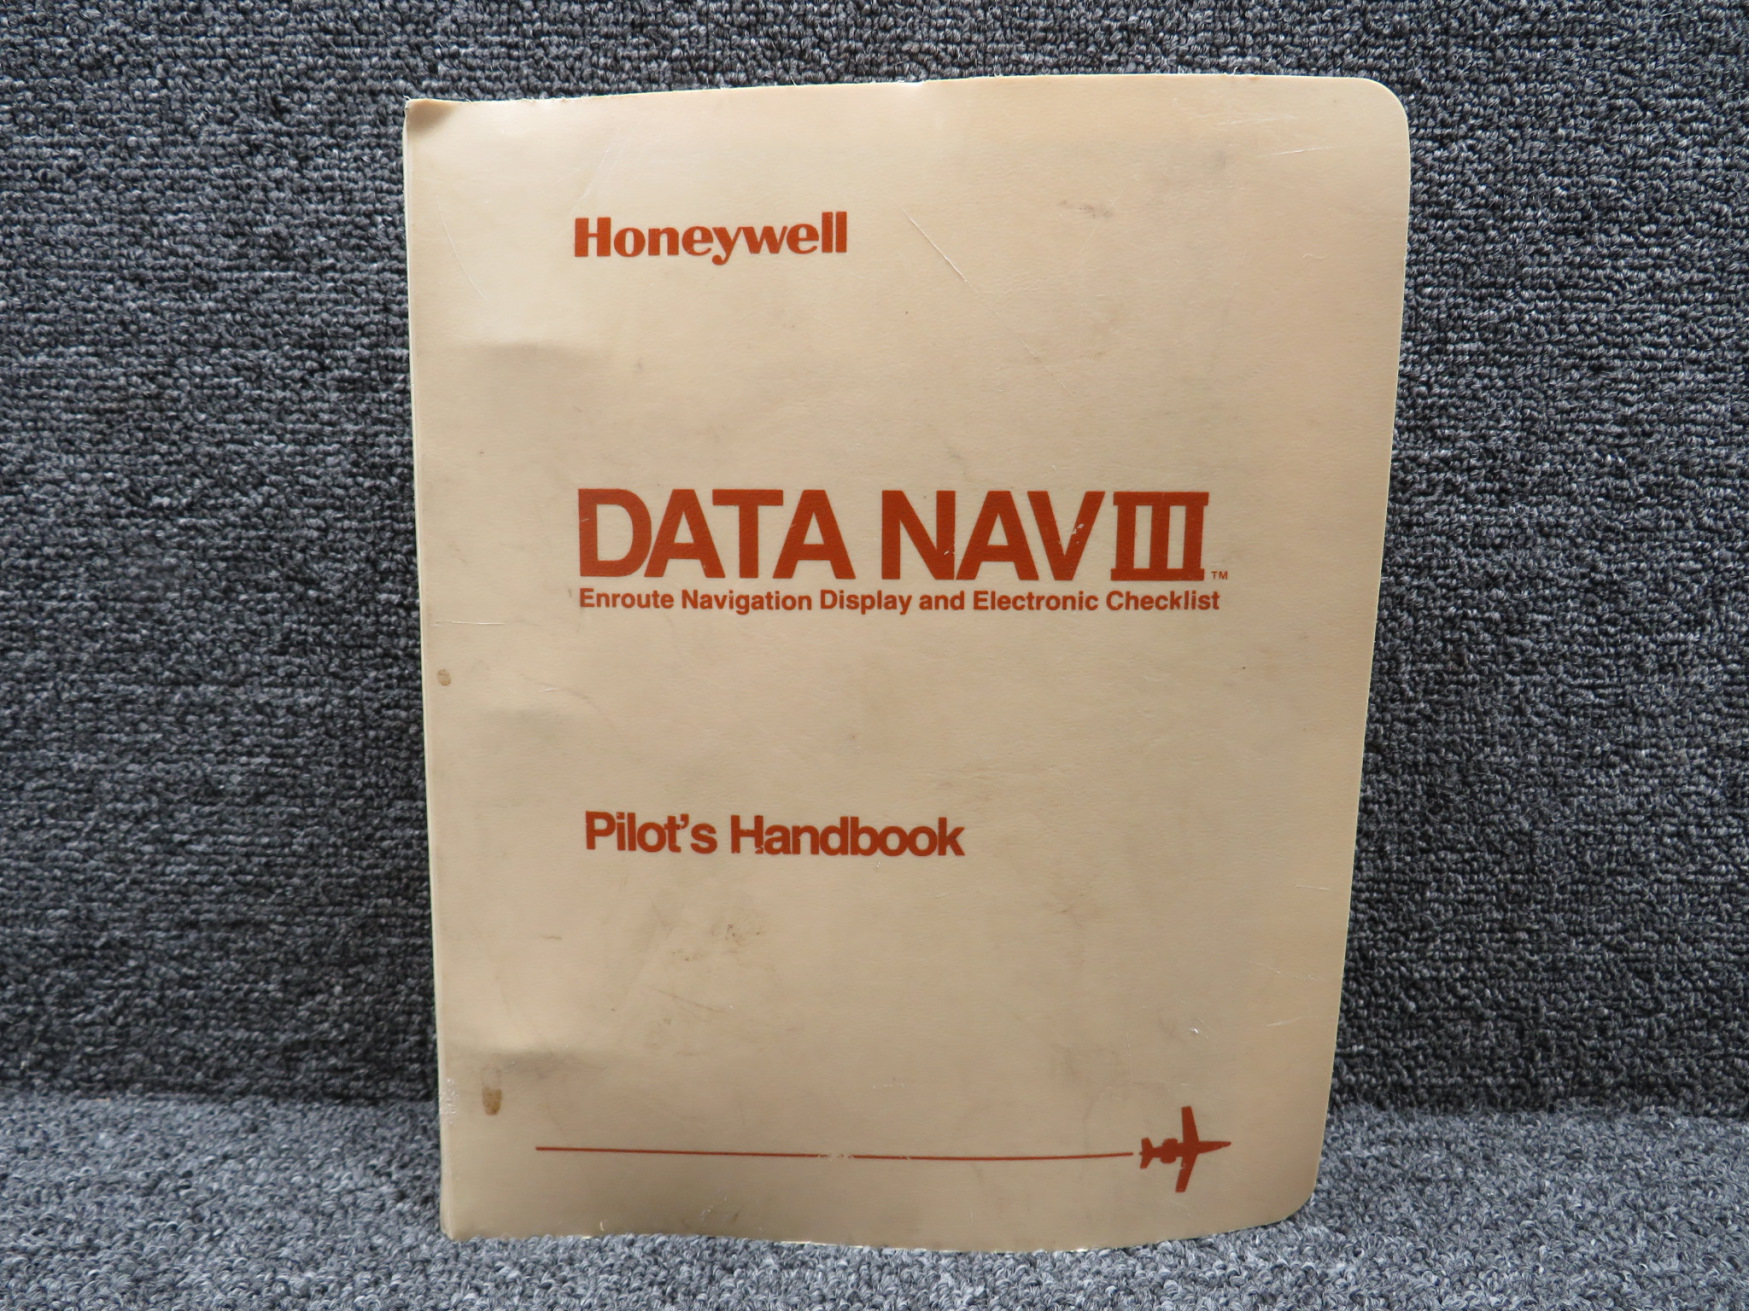 Honeywell
DATA NAV III™
Enroute Navigation Display and Electronic Checklist
Pilot's Handbook